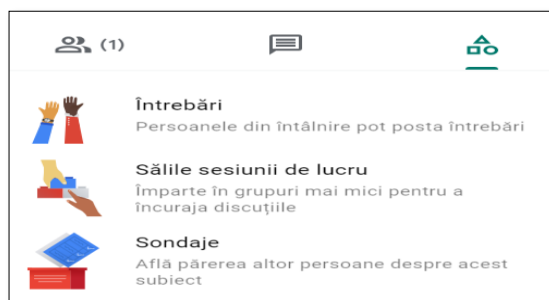 (1)
Întrebări
Persoanele din întâlnire pot posta întrebări
Sălile sesiunii de lucru
Împarte în grupuri mai mici pentru a
încuraja discuțiile
Sondaje
Află părerea altor persoane despre acest
subiect